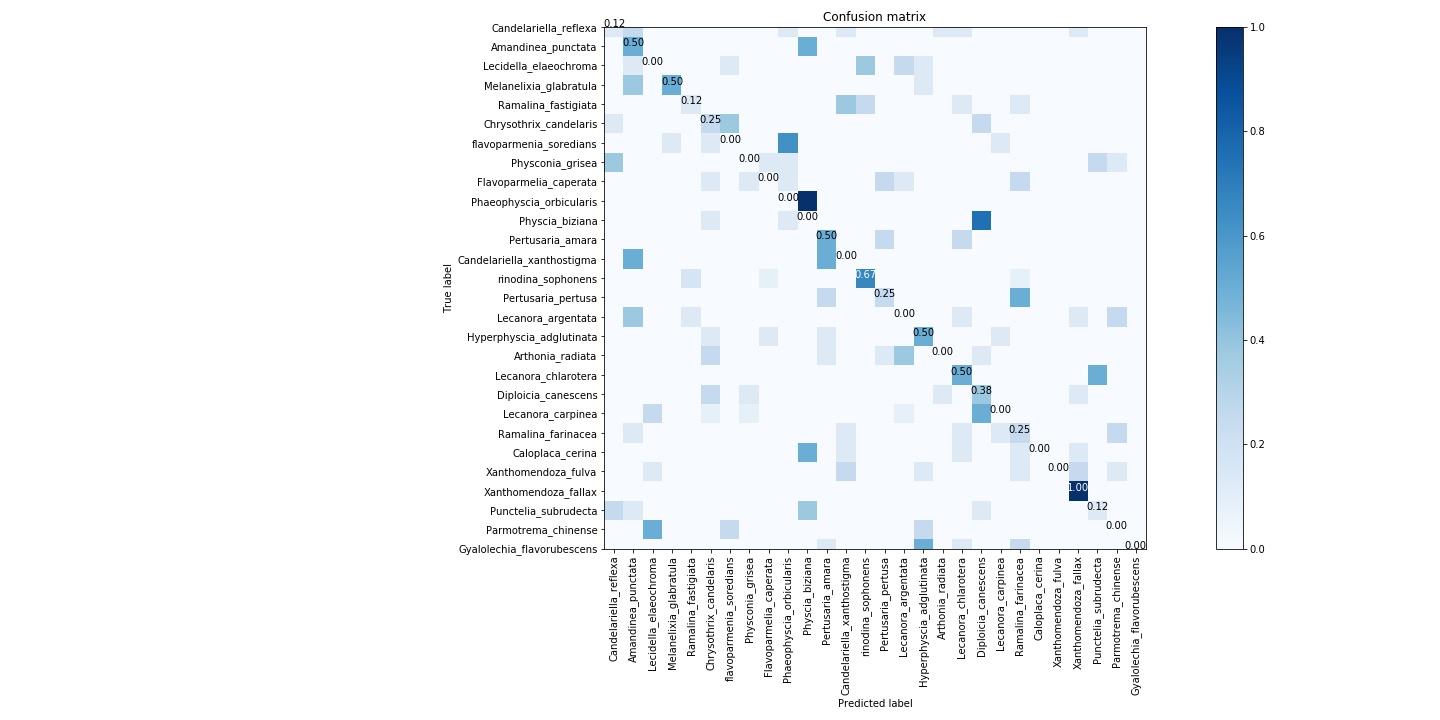 Confusion matrix
Candelariella_reflexa 0.12
Amandinea_punctata 0.50
Lecidella_elaeochroma 0.00
Melanelixia_glabratula 0.50
Ramalina_fastigiata 0.12
Chrysothrix_candelaris 0.25
flavoparmenia_soredians 0.00
Physconia_grisea 0.00
Flavoparmelia_caperata 0.00
Phaeophyscia_orbicularis 0.00
Physcia_biziana 0.00
Pertusaria_amara 0.50
Candelariella_xanthostigma 0.00
rinodina_sophonens 0.67
Pertusaria_pertusa 0.25
Lecanora_argentata 0.00
Hyperphyscia_adglutinata 0.50
Arthonia_radiata 0.00
Lecanora_chlarotera 0.50
Diploicia_canescens 0.38
Lecanora_carpinea 0.00
Ramalina_farinacea 0.25
Caloplaca_cerina 0.00
Xanthomendoza_fulva 0.00
Xanthomendoza_fallax 1.00
Punctelia_subrudecta 0.12
Parmotrema_chinense 0.00
Gyalolechia_flavorubescens 0.00
True label
Candelariella_reflexa
Amandinea_punctata
Lecidella_elaeochroma
Melanelixia_glabratula
Ramalina_fastigiata
Chrysothrix_candelaris
flavoparmenia_soredians
Physconia_grisea
Flavoparmelia_caperata
Phaeophyscia_orbicularis
Physcia_biziana
Pertusaria_amara
Candelariella_xanthostigma
rinodina_sophonens
Pertusaria_pertusa
Lecanora_argentata
Hyperphyscia_adglutinata
Arthonia_radiata
Lecanora_chlarotera
Diploicia_canescens
Lecanora_carpinea
Ramalina_farinacea
Caloplaca_cerina
Xanthomendoza_fulva
Xanthomendoza_fallax
Punctelia_subrudecta
Parmotrema_chinense
Gyalolechia_flavorubescens
Predicted label
1.0
0.8
0.6
0.4
0.2
0.0